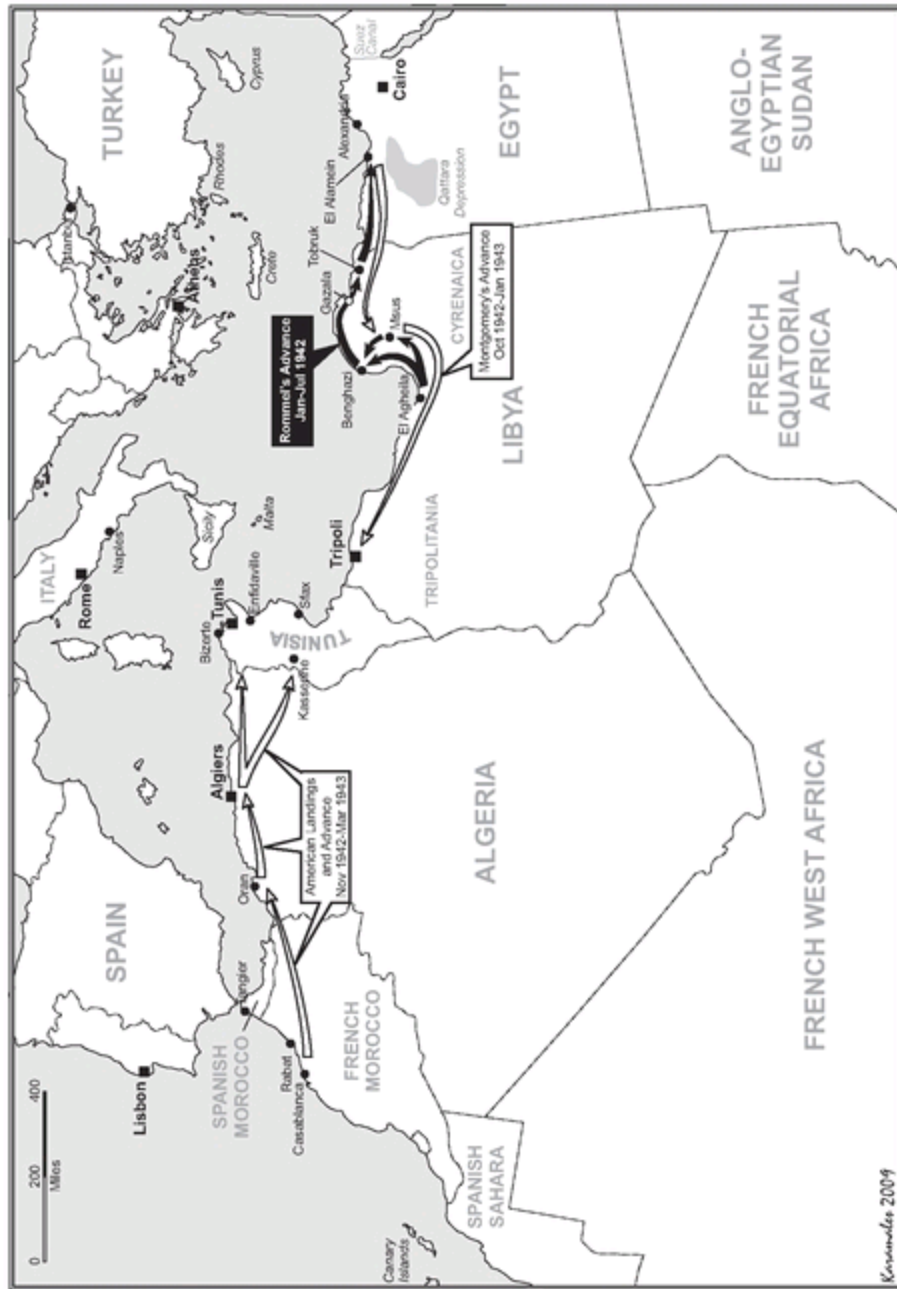 0
200
400
Miles
Lisbon
SPAIN
Canary
Islands
Casablanca
Rabat
Tangier
SPANISH
MOROCCO
FRENCH
MOROCCO
SPANISH
SAHARA
Oran
Algiers
American Landings
and Advance
Nov 1942-Mar 1943
ALGERIA
FRENCH WEST AFRICA
ITALY
Rome
Naples
Sicily
Malta
Bizerte
Tunis
Enfidaville
Sfax
TUNISIA
Kasserine
Tripoli
TRIPOLITANIA
LIBYA
Rommel's Advance
Jan-Jul 1942
Benghazi
El Agheila
Msus
Gazala
Tobruk
CYRENAICA
Montgomery's Advance
Oct 1942-Jan 1943
FRENCH
EQUATORIAL
AFRICA
Athens
Crete
Istanbul
Rhodes
TURKEY
Cyprus
El Alamein
Alexandria
Qattara
Depression
Suez
Canal
Cairo
EGYPT
ANGLO-
EGYPTIAN
SUDAN
Karamales 2009